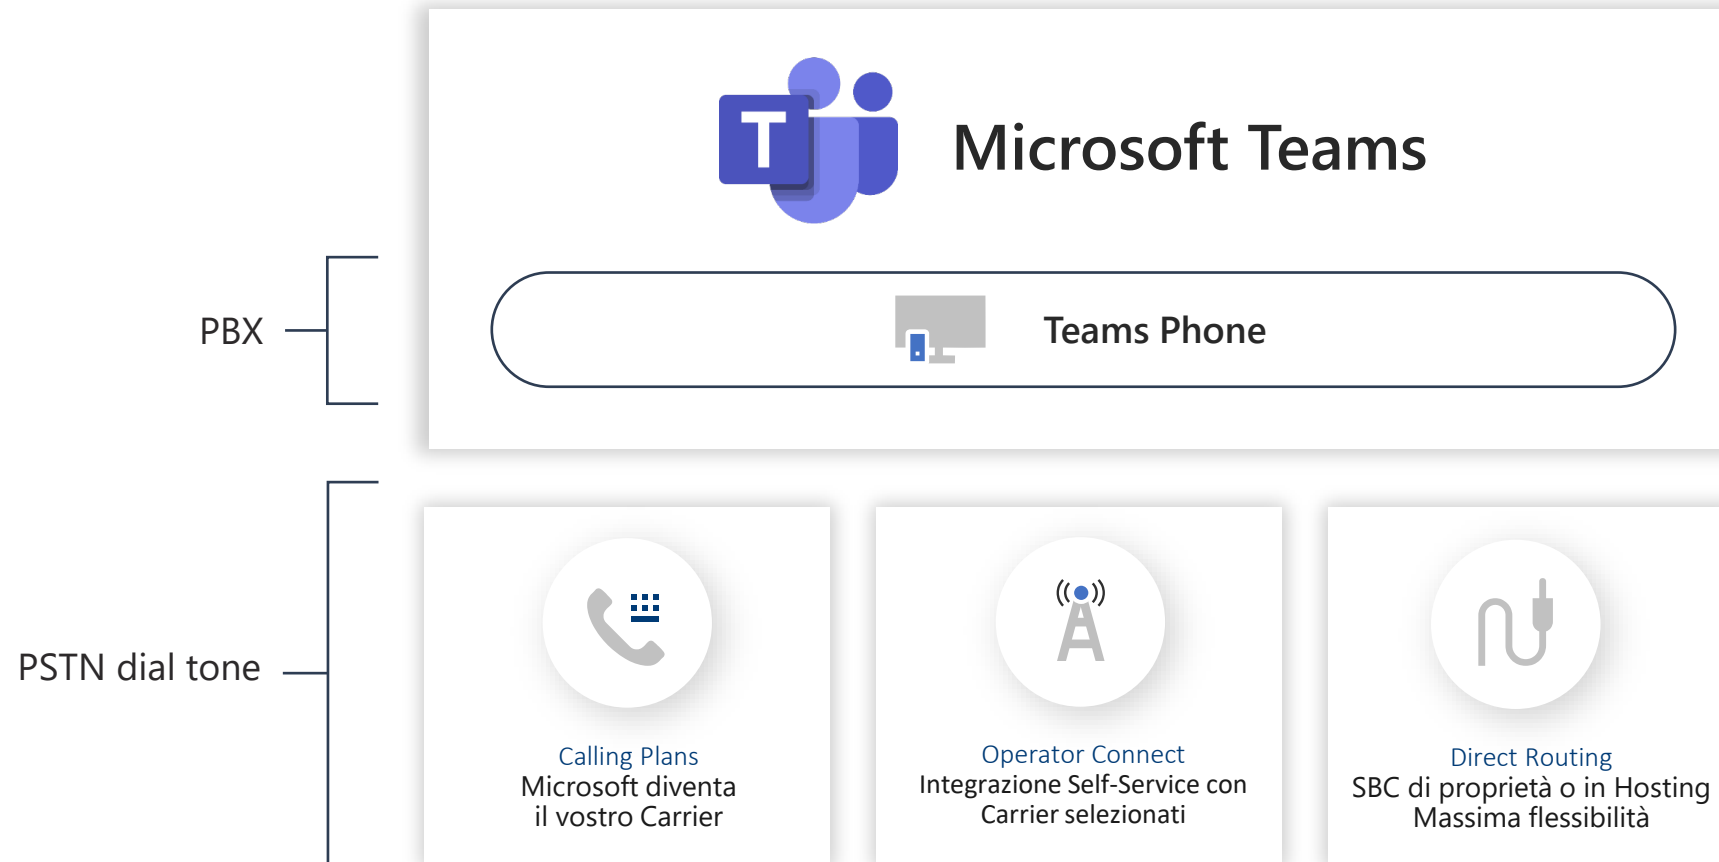 T
Microsoft Teams
PBX
Teams Phone
PSTN dial tone
Calling Plans
Microsoft diventa
il vostro Carrier
Operator Connect
Integrazione Self-Service con
Carrier selezionati
Direct Routing
SBC di proprietà o in Hosting
Massima flessibilità